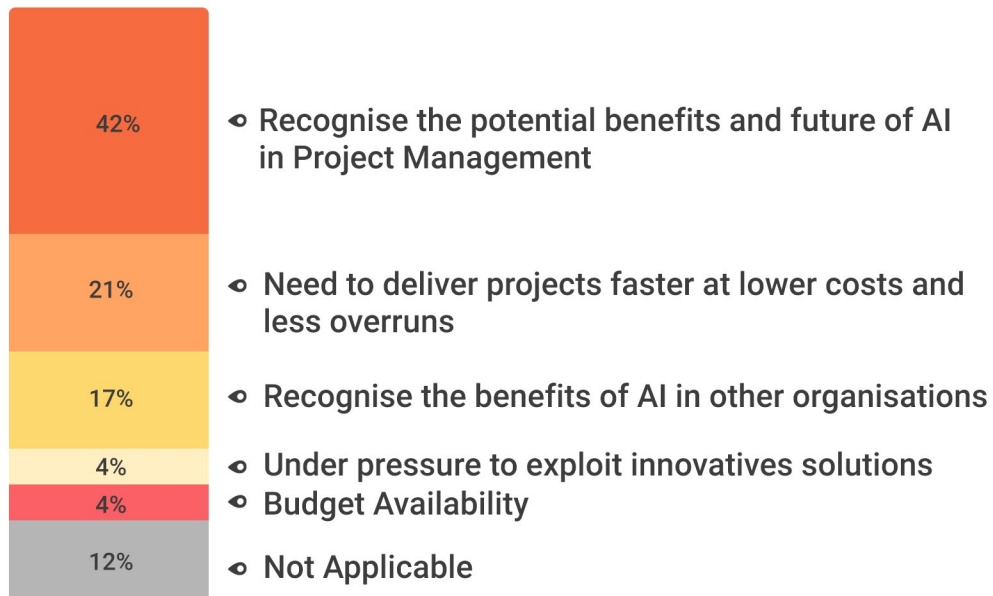 42%
Recognise the potential benefits and future of AI
in Project Management
21%
Need to deliver projects faster at lower costs and
less overruns
17%
Recognise the benefits of AI in other organisations
4%
Under pressure to exploit innovatives solutions
4%
Budget Availability
12%
Not Applicable